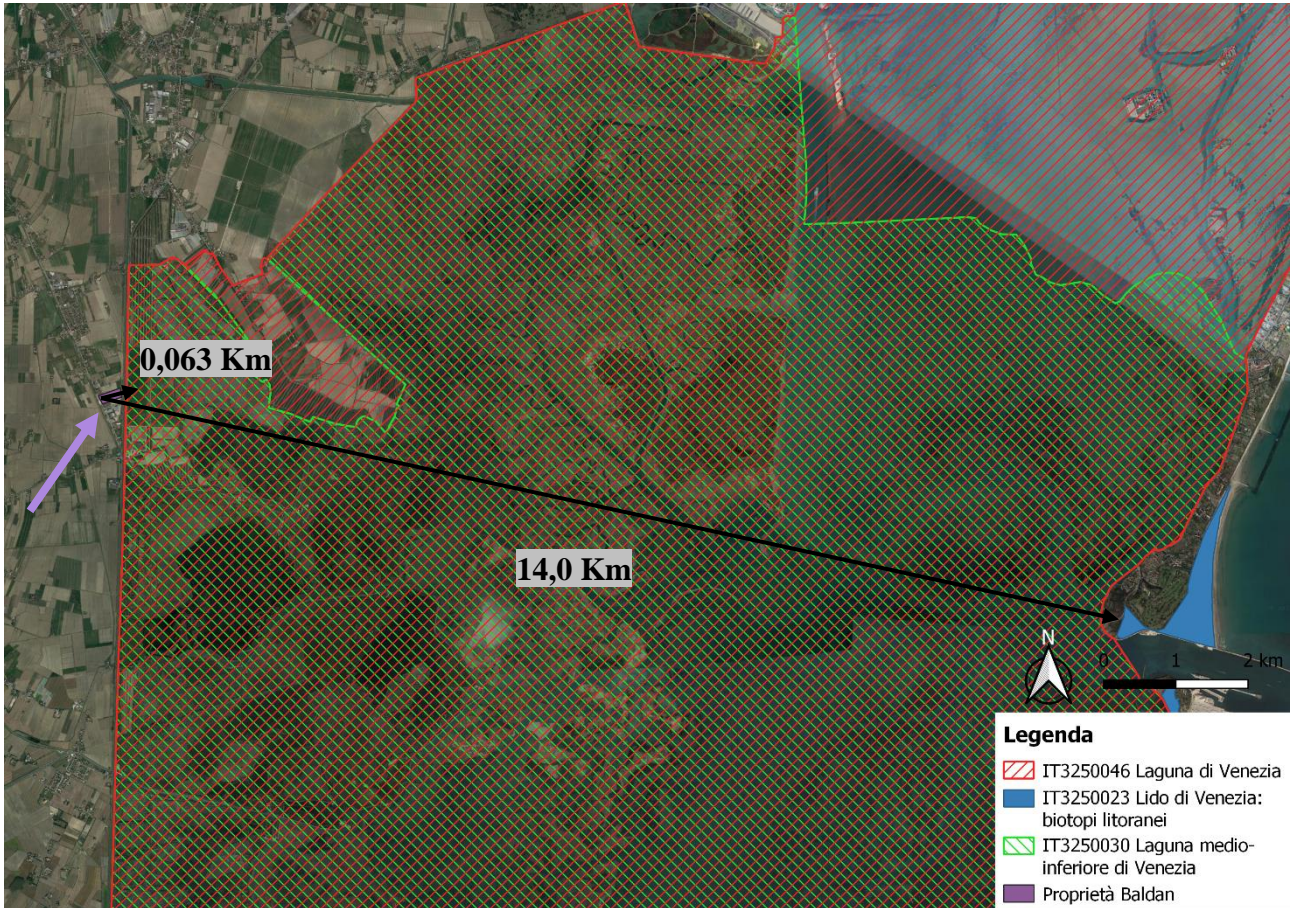 0,063 Km
14,0 Km
N
0 1 2 km
Legenda
IT3250046 Laguna di Venezia
IT3250023 Lido di Venezia:
biotopi litoranei
IT3250030 Laguna medio-
inferiore di Venezia
Proprietà Baldan